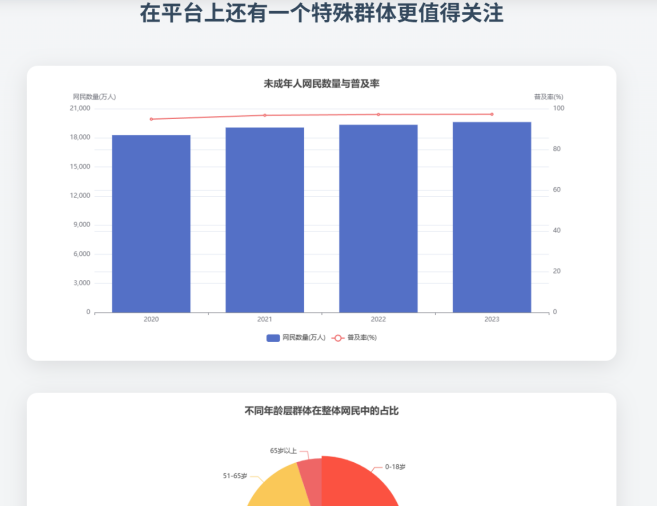 在平台上还有一个特殊群体更值得关注
未成年人网民数量与普及率
网民数量(万人) 普及率(%)
21,000 100
18,000
80
15,000
12,000 60
9,000
40
6,000
20
3,000
0 0
2020 2021 2022 2023
网民数量(万人) 普及率(%)
不同年龄层群体在整体网民中的占比
65岁以上
0-18岁
51-65岁